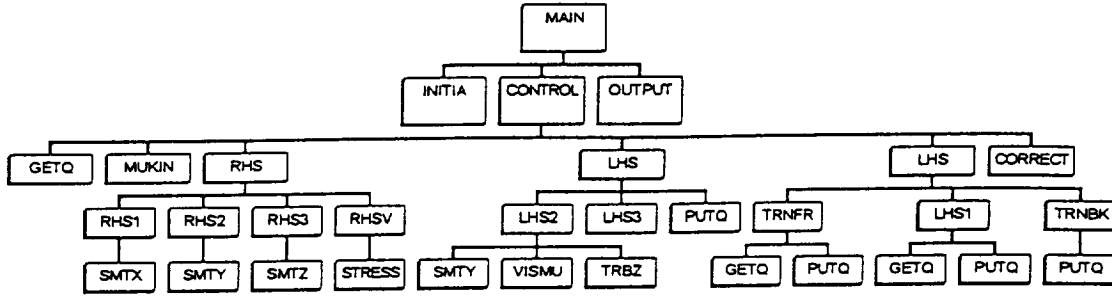 MAIN
INITIA CONTROL OUTPUT
GETQ MUKIN RHS LHS LHS CORRECT
RHS1 RHS2 RHS3 RHSV LHS2 LHS3 PUTQ TRNFR LHS1 TRNBK
SMTX SMTY SMTZ STRESS SMTY VISMU TRBZ GETQ PUTQ GETQ PUTQ PUTQ